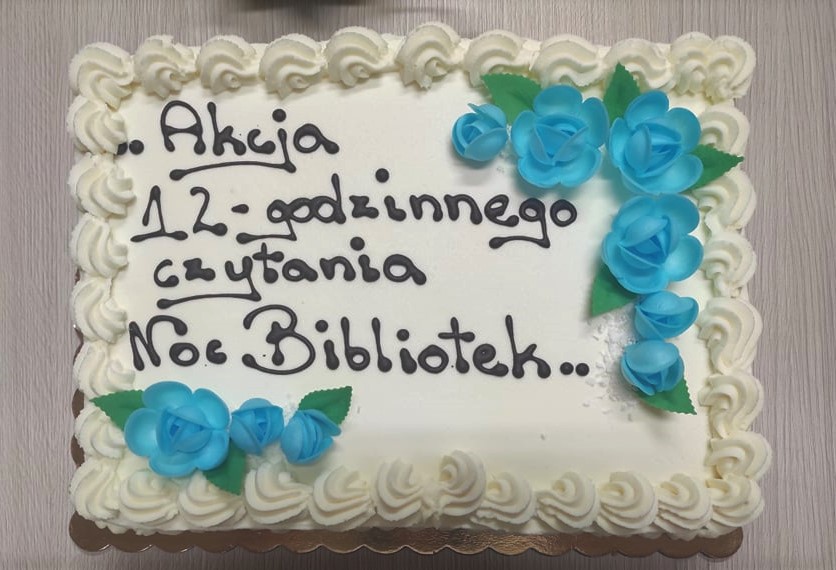 .. Akcja
12-godzinnego
czytania
Noc Bibliotek..